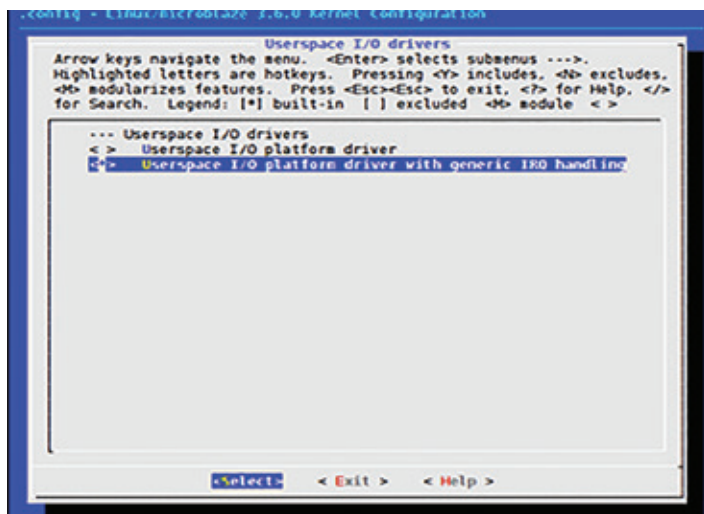 .config - Linux/microblaze 3.6.0 Kernel Configuration
Userspace I/O drivers
Arrow keys navigate the menu.  <Enter> selects submenus --->.
Highlighted letters are hotkeys.  Pressing <Y> includes, <N> excludes,
<M> modularizes features.  Press <Esc><Esc> to exit, <?> for Help, </>
for Search.  Legend: [*] built-in  [ ] excluded  <M> module  < >
--- Userspace I/O drivers
< >   Userspace I/O platform driver
<*>   Userspace I/O platform driver with generic IRQ handling
<Select>    < Exit >    < Help >